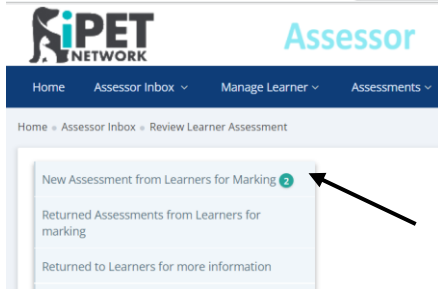 iPET
NETWORK
Assessor
Home Assessor Inbox Manage Learner Assessments
Home » Assessor Inbox » Review Learner Assessment
New Assessment from Learners for Marking 2
Returned Assessments from Learners for
marking
Returned to Learners for more information